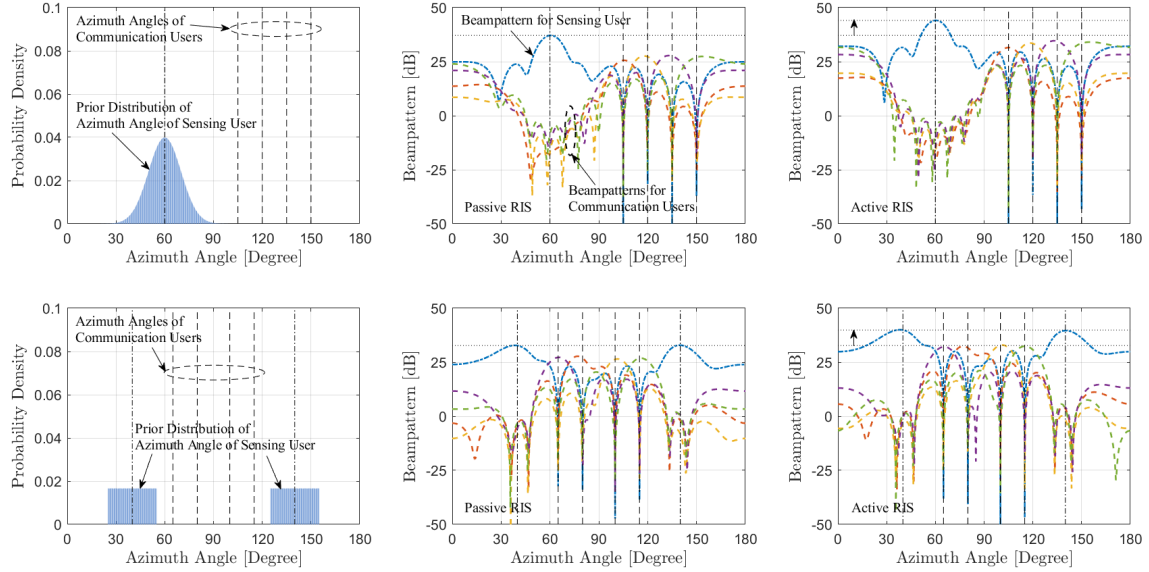 Azimuth Angles of
Communication Users
Prior Distribution of
Azimuth Angle of Sensing User
Probability Density
0.1
0.08
0.06
0.04
0.02
0
0 30 60 90 120 150 180
Azimuth Angle [Degree]
Beampattern for Sensing User
Beampatterns for
Communication Users
Passive RIS
Beampattern [dB]
50
25
0
-25
50
0 30 60 90 120 150 180
Azimuth Angle [Degree]
Active RIS
Beampattern [dB]
50
25
0
-25
50
0 30 60 90 120 150 180
Azimuth Angle [Degree]
Azimuth Angles of
Communication Users
Prior Distribution of
Azimuth Angle of Sensing User
Probability Density
0.1
0.08
0.06
0.04
0.02
0
0 30 60 90 120 150 180
Azimuth Angle [Degree]
Passive RIS
Beampattern [dB]
50
25
0
-25
50
0 30 60 90 120 150 180
Azimuth Angle [Degree]
Active RIS
Beampattern [dB]
50
25
0
-25
50
0 30 60 90 120 150 180
Azimuth Angle [Degree]